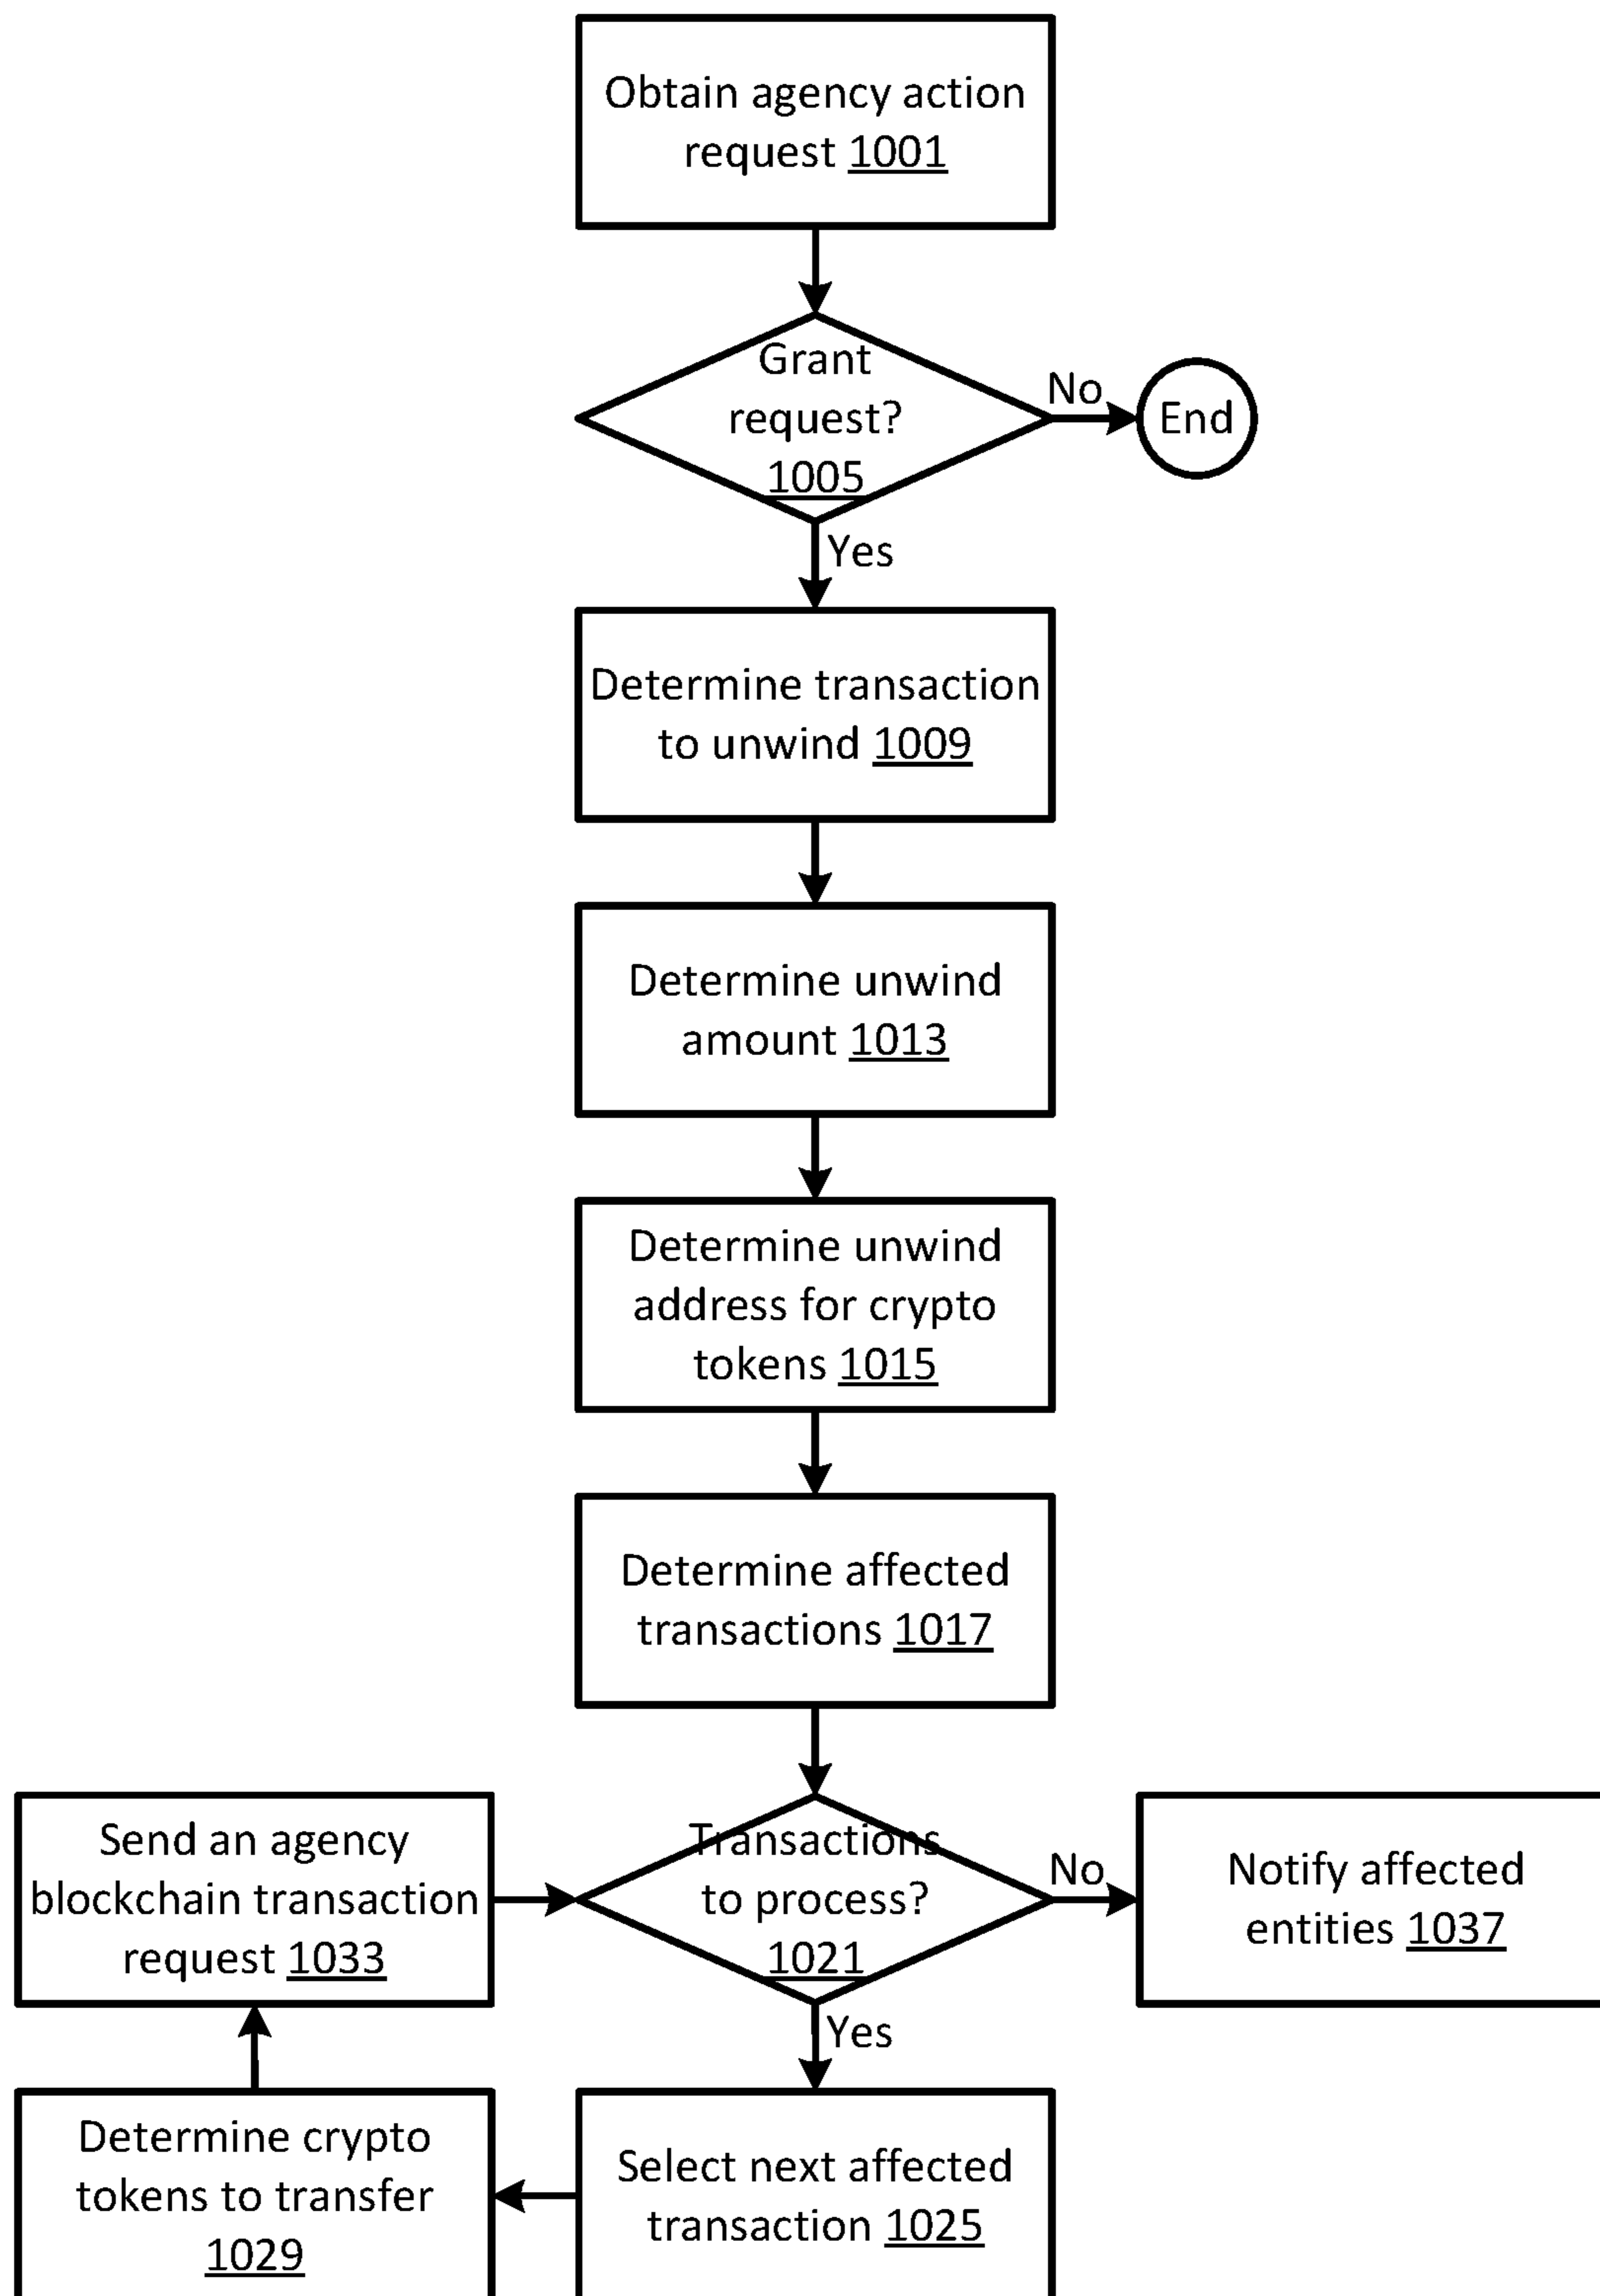 Obtain agency action
request 1001
Grant
request?
1005
No
End
Yes
Determine transaction
to unwind 1009
Determine unwind
amount 1013
Determine unwind
address for crypto
tokens 1015
Determine affected
transactions 1017
Transactions
to process?
1021
No
Notify affected
entities 1037
Yes
Select next affected
transaction 1025
Determine crypto
tokens to transfer
1029
Send an agency
blockchain transaction
request 1033